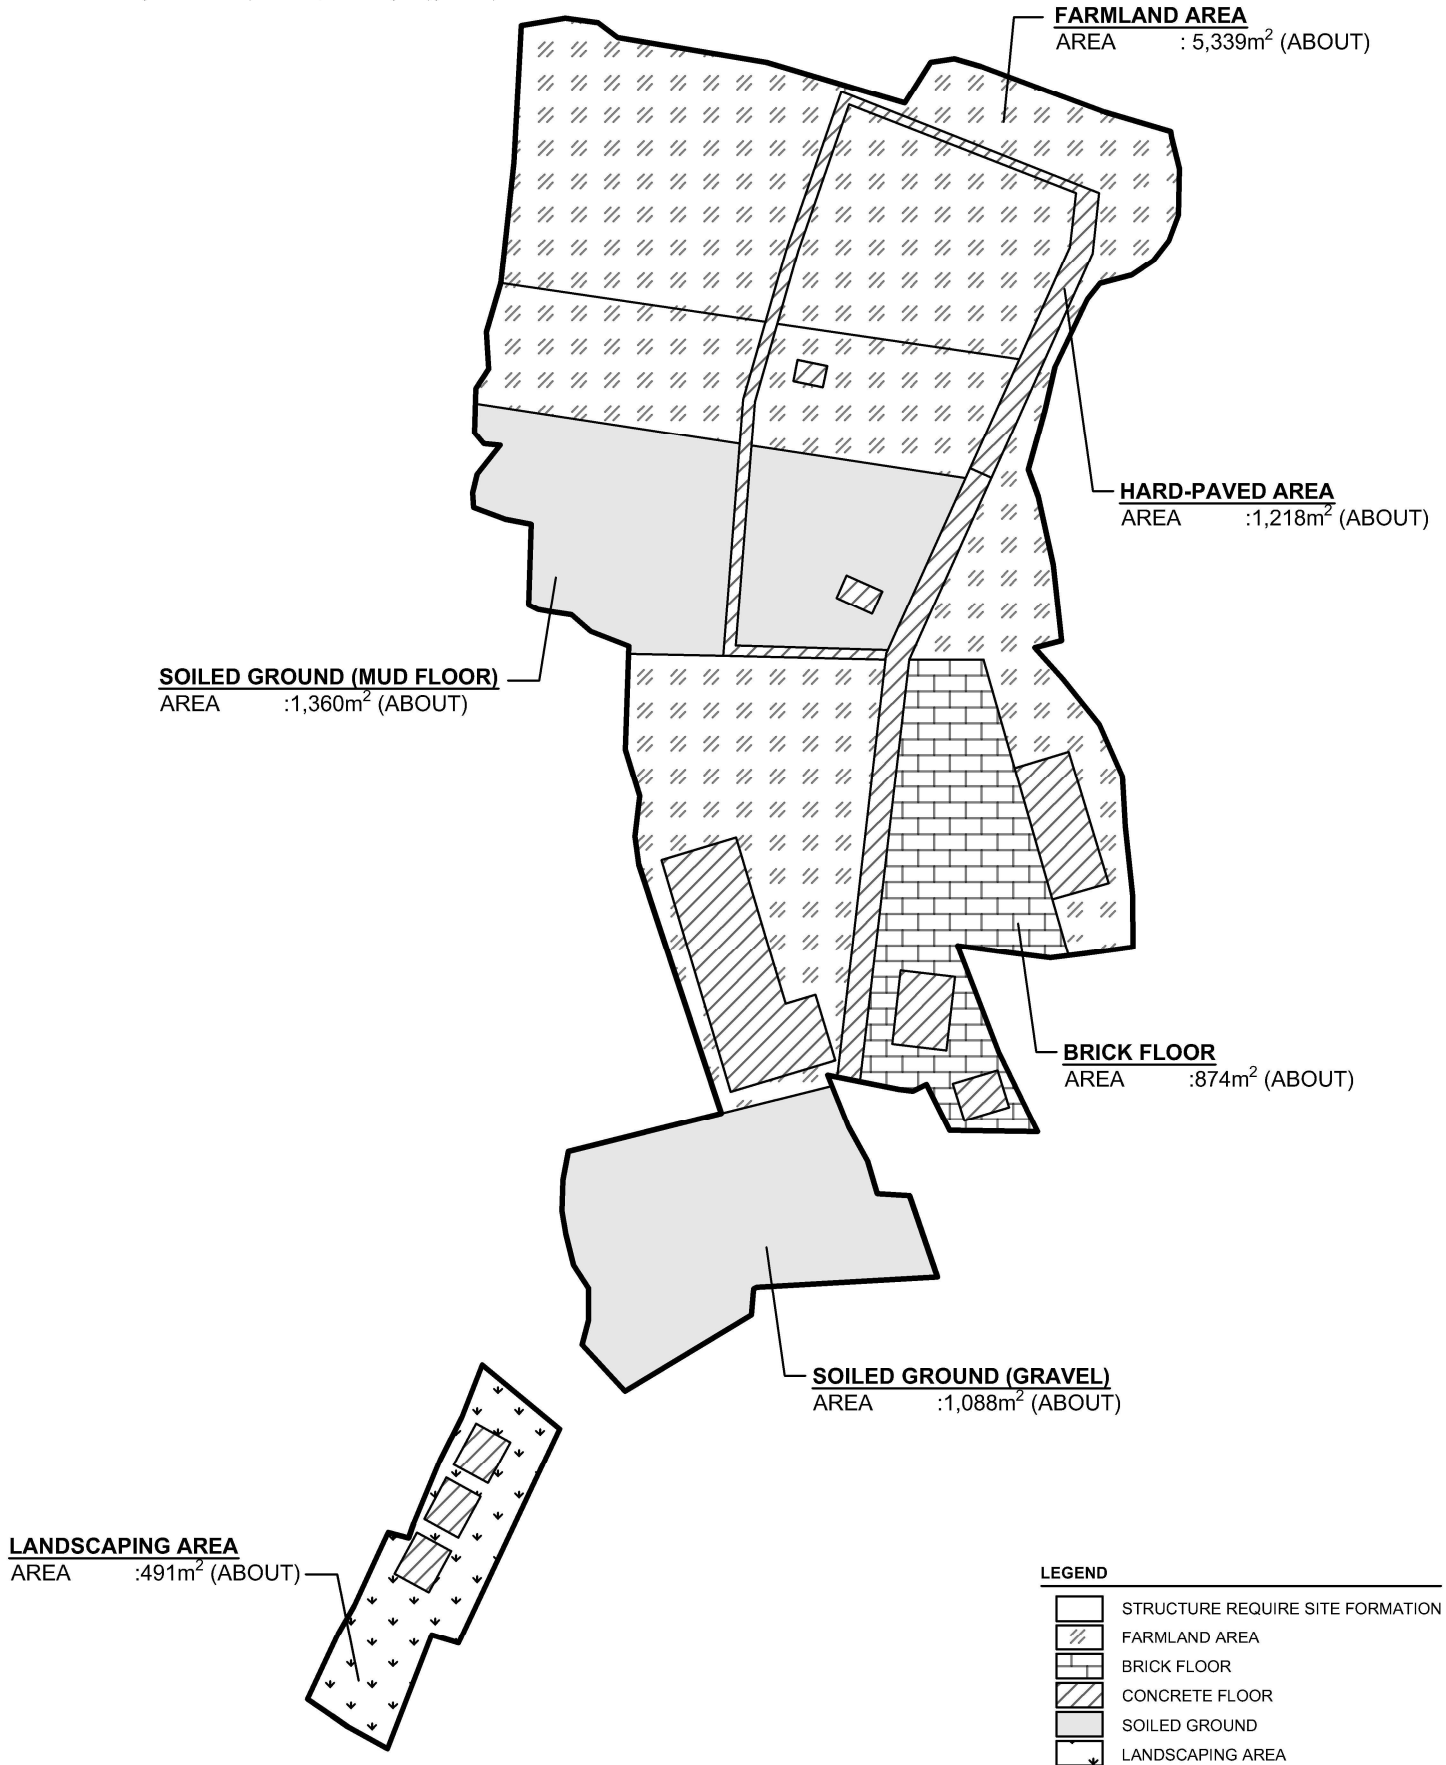 FARMLAND AREA
AREA : 5,339m² (ABOUT)
HARD-PAVED AREA
AREA :1,218m² (ABOUT)
SOILED GROUND (MUD FLOOR)
AREA :1,360m² (ABOUT)
BRICK FLOOR
AREA :874m² (ABOUT)
SOILED GROUND (GRAVEL)
AREA :1,088m² (ABOUT)
LANDSCAPING AREA
AREA :491m² (ABOUT)
LEGEND
STRUCTURE REQUIRE SITE FORMATION
FARMLAND AREA
BRICK FLOOR
CONCRETE FLOOR
SOILED GROUND
LANDSCAPING AREA